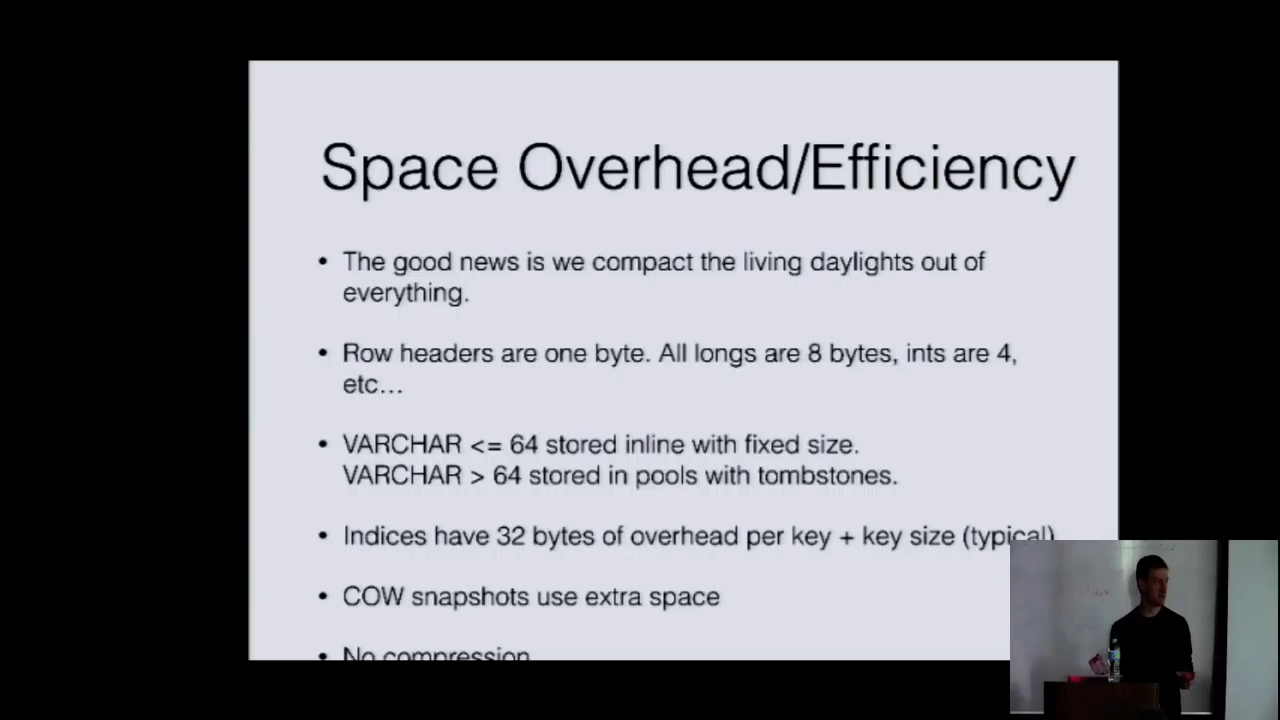 Space Overhead/Efficiency
• The good news is we compact the living daylights out of
everything.
• Row headers are one byte. All longs are 8 bytes, ints are 4,
etc…
• VARCHAR <= 64 stored inline with fixed size.
VARCHAR > 64 stored in pools with tombstones.
• Indices have 32 bytes of overhead per key + key size (typical)
• COW snapshots use extra space
• No compression